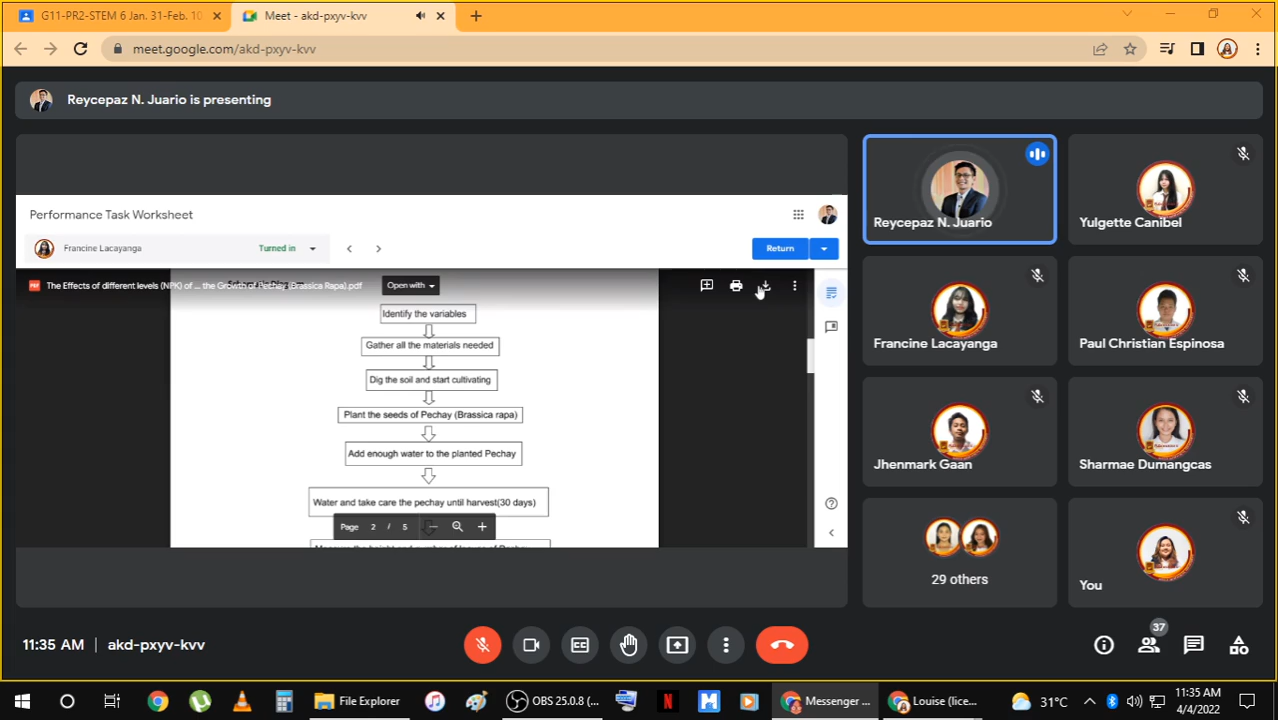 G11-PR2-STEM 6 Jan. 31-Feb. 10
Meet - akd-pxyv-kvv
meet.google.com/akd-pxyv-kvv
Reycepaz N. Juario is presenting
Performance Task Worksheet
Francine Lacayanga
Turned in
Return
The Effects of different levels (NPK) of ... the Growth of Pechay (Brassica Rapa).pdf
Open with
Identify the variables
Gather all the materials needed
Dig the soil and start cultivating
Plant the seeds of Pechay (Brassica rapa)
Add enough water to the planted Pechay
Water and take care the pechay until harvest(30 days)
Page 2 / 5
Reycepaz N. Juario
Yulgette Canibel
Francine Lacayanga
Paul Christian Espinosa
Jhenmark Gaan
Sharmae Dumangcas
29 others
You
11:35 AM | akd-pxyv-kvv
37
File Explorer
OBS 25.0.8 (...
Messenger ...
Louise (lice...
31°C
11:35 AM
4/4/2022